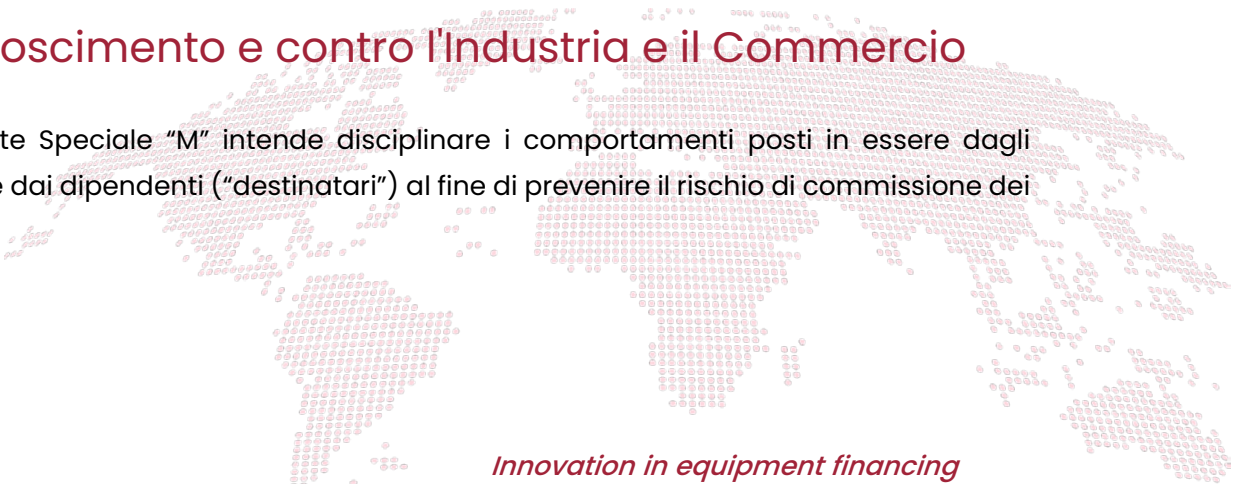 oscimento e contro l'Industria e il Commercio
te Speciale “M” intende disciplinare i comportamenti posti in essere dagli
e dai dipendenti (“destinatari”) al fine di prevenire il rischio di commissione dei
Innovation in equipment financing